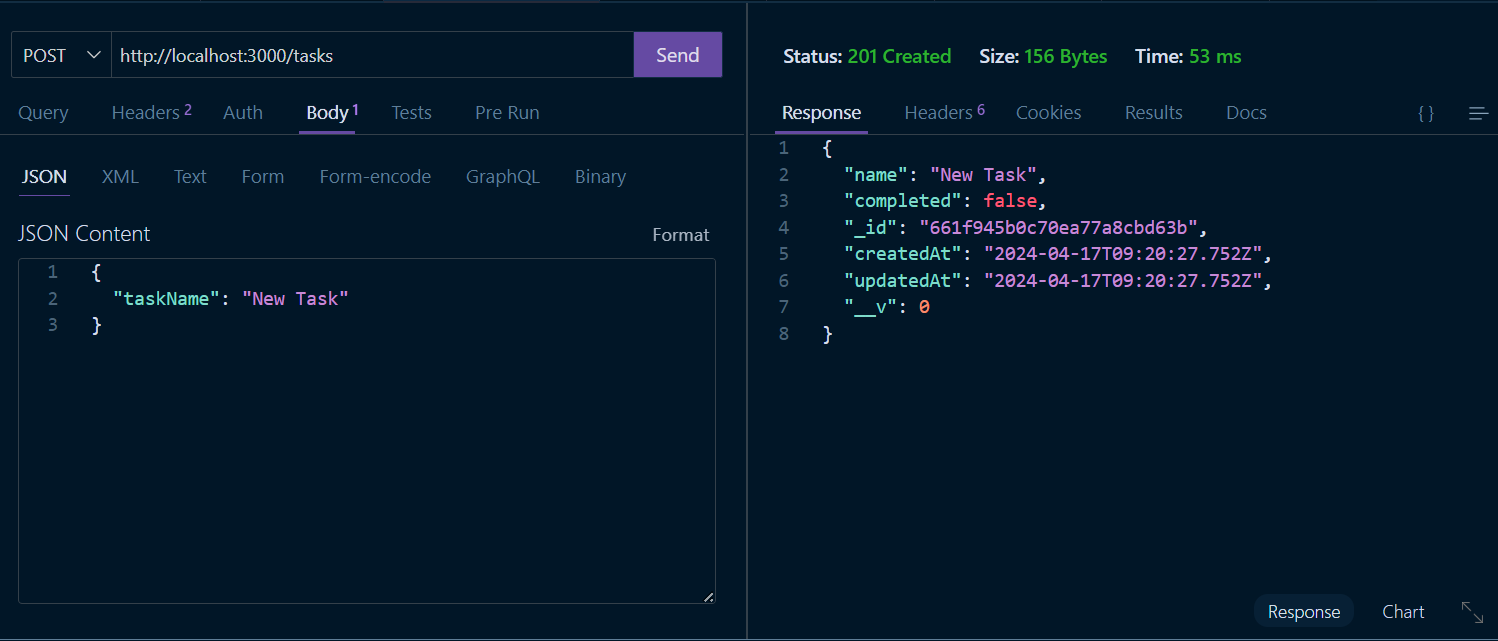 POST http://localhost:3000/tasks Send
Query Headers 2 Auth Body 1 Tests Pre Run
JSON XML Text Form Form-encode GraphQL Binary
JSON Content Format
1 {
2 "taskName": "New Task"
3 }
Status: 201 Created Size: 156 Bytes Time: 53 ms
Response Headers 6 Cookies Results Docs { }
1 {
2 "name": "New Task",
3 "completed": false,
4 "_id": "661f945b0c70ea77a8cbd63b",
5 "createdAt": "2024-04-17T09:20:27.752Z",
6 "updatedAt": "2024-04-17T09:20:27.752Z",
7 "__v": 0
8 }
Response Chart